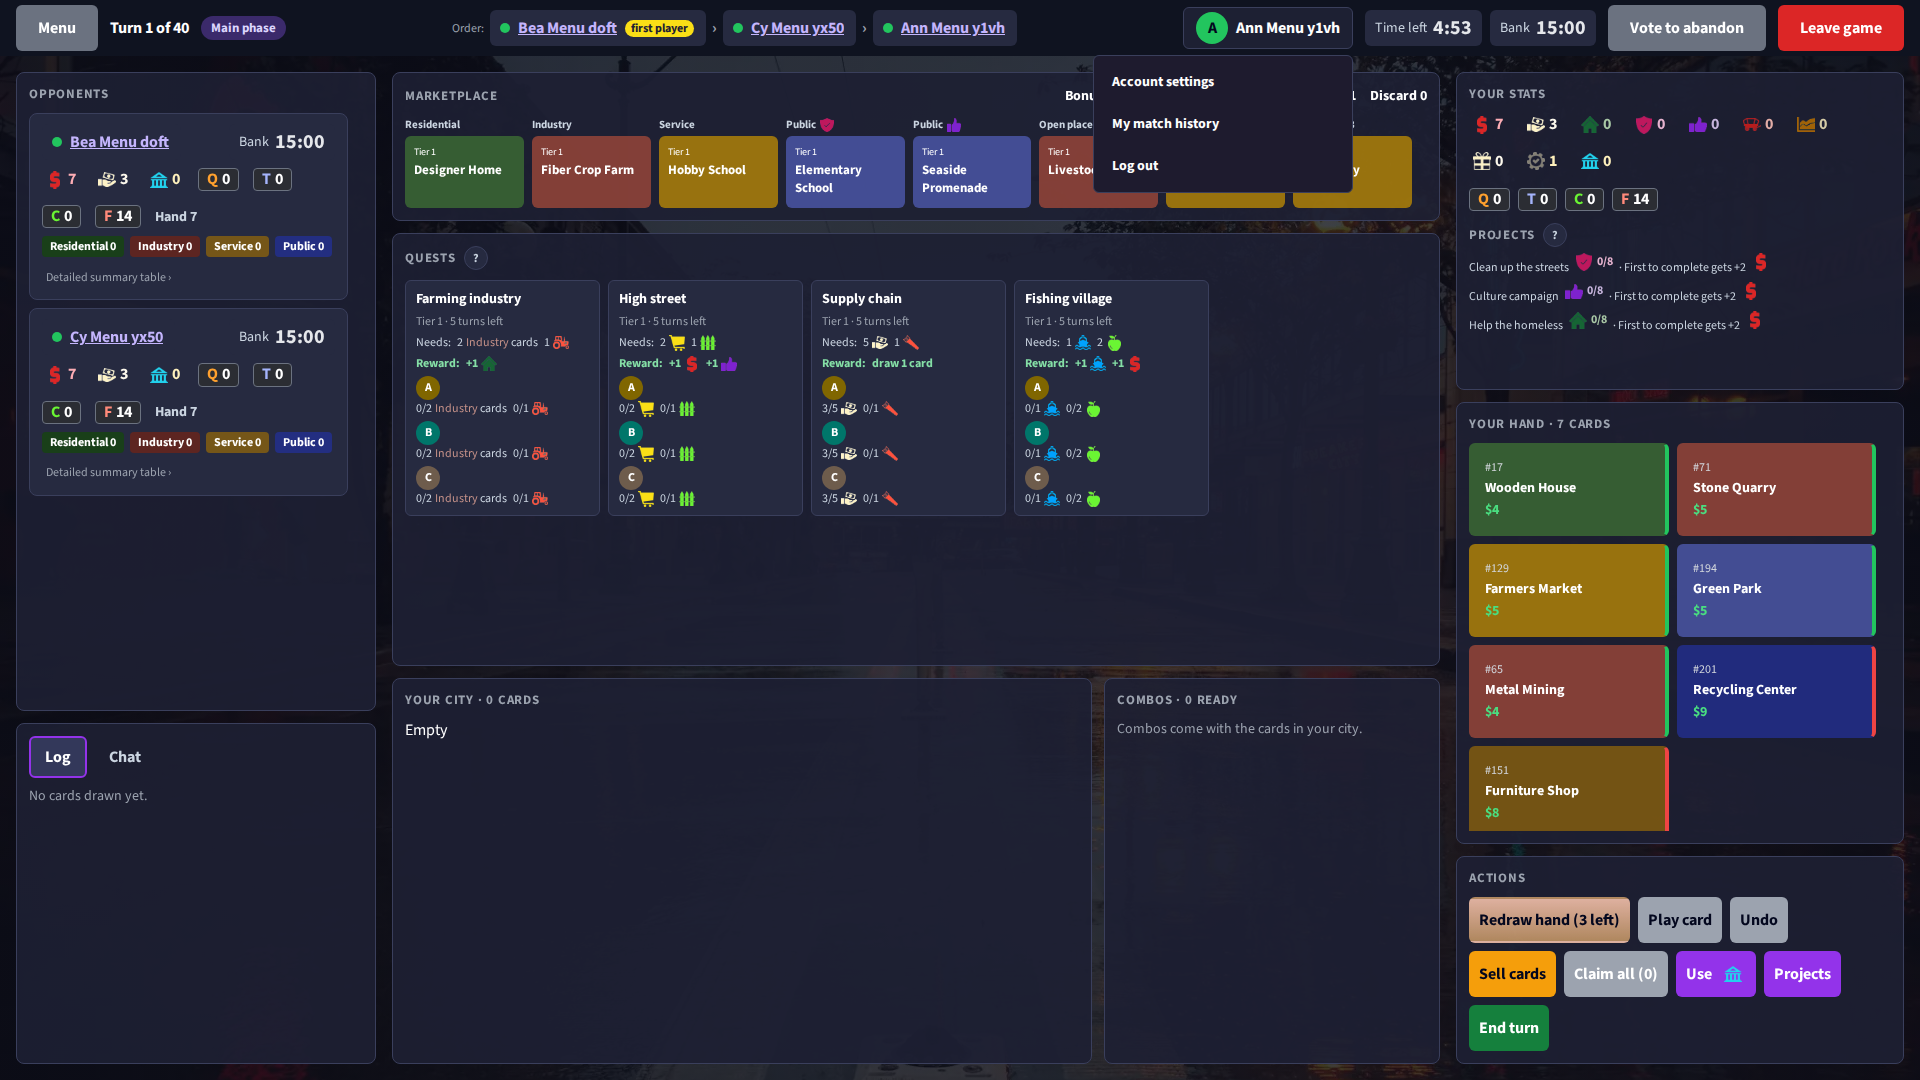 Menu
Turn 1 of 40
Main phase
Order:
Bea Menu doft
first player
›
Cy Menu yx50
›
Ann Menu y1vh
A
Ann Menu y1vh
Time left 4:53
Bank 15:00
Vote to abandon
Leave game
Account settings
My match history
Log out
OPPONENTS
Bea Menu doft
Bank 15:00
7 3 0 Q 0 T 0
C 0 F 14 Hand 7
Residential 0 Industry 0 Service 0 Public 0
Detailed summary table ›
Cy Menu yx50
Bank 15:00
7 3 0 Q 0 T 0
C 0 F 14 Hand 7
Residential 0 Industry 0 Service 0 Public 0
Detailed summary table ›
Log
Chat
No cards drawn yet.
MARKETPLACE
Discard 0
Residential
Tier 1
Designer Home
Industry
Tier 1
Fiber Crop Farm
Service
Tier 1
Hobby School
Public
Tier 1
Elementary
School
Public
Tier 1
Seaside
Promenade
Open place
Tier 1
QUESTS ?
Farming industry
Tier 1 · 5 turns left
Needs: 2 Industry cards 1
Reward: +1
A
0/2 Industry cards 0/1
B
0/2 Industry cards 0/1
C
0/2 Industry cards 0/1
High street
Tier 1 · 5 turns left
Needs: 2 1
Reward: +1 +1
A
0/2 0/1
B
0/2 0/1
C
0/2 0/1
Supply chain
Tier 1 · 5 turns left
Needs: 5 1
Reward: draw 1 card
A
3/5 0/1
B
3/5 0/1
C
3/5 0/1
Fishing village
Tier 1 · 5 turns left
Needs: 1 2
Reward: +1 +1
A
0/1 0/2
B
0/1 0/2
C
0/1 0/2
YOUR CITY · 0 CARDS
Empty
COMBOS · 0 READY
Combos come with the cards in your city.
YOUR STATS
7 3 0 0 0 0 0
0 1 0
Q 0 T 0 C 0 F 14
PROJECTS ?
Clean up the streets 0/8 · First to complete gets +2
Culture campaign 0/8 · First to complete gets +2
Help the homeless 0/8 · First to complete gets +2
YOUR HAND · 7 CARDS
#17
Wooden House
$4
#71
Stone Quarry
$5
#129
Farmers Market
$5
#194
Green Park
$5
#65
Metal Mining
$4
#201
Recycling Center
$9
#151
Furniture Shop
$8
ACTIONS
Redraw hand (3 left)
Play card
Undo
Sell cards
Claim all (0)
Use
Projects
End turn